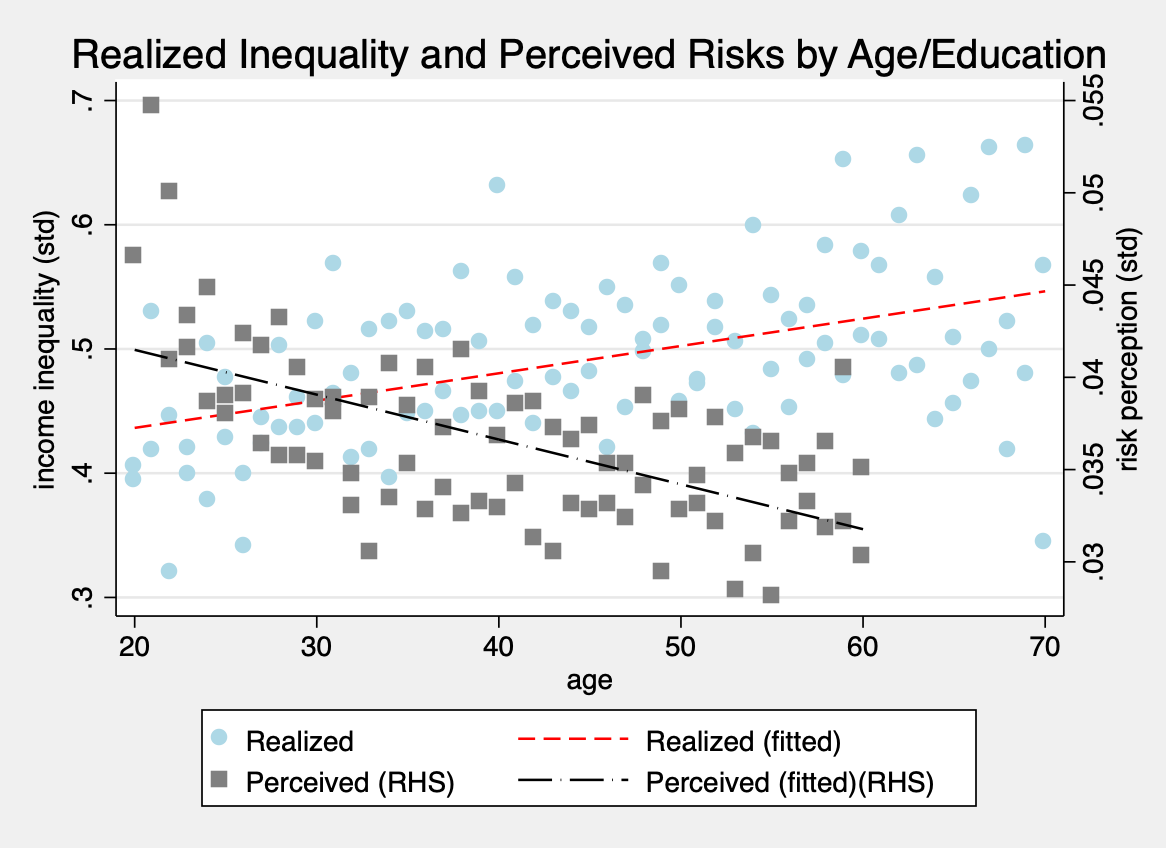 Realized Inequality and Perceived Risks by Age/Education
income inequality (std)
.7
.6
.5
.4
.3
.055
.05
.045
.04
.035
.03
risk perception (std)
20 30 40 50 60 70
age
Realized Realized (fitted)
Perceived (RHS) Perceived (fitted)(RHS)